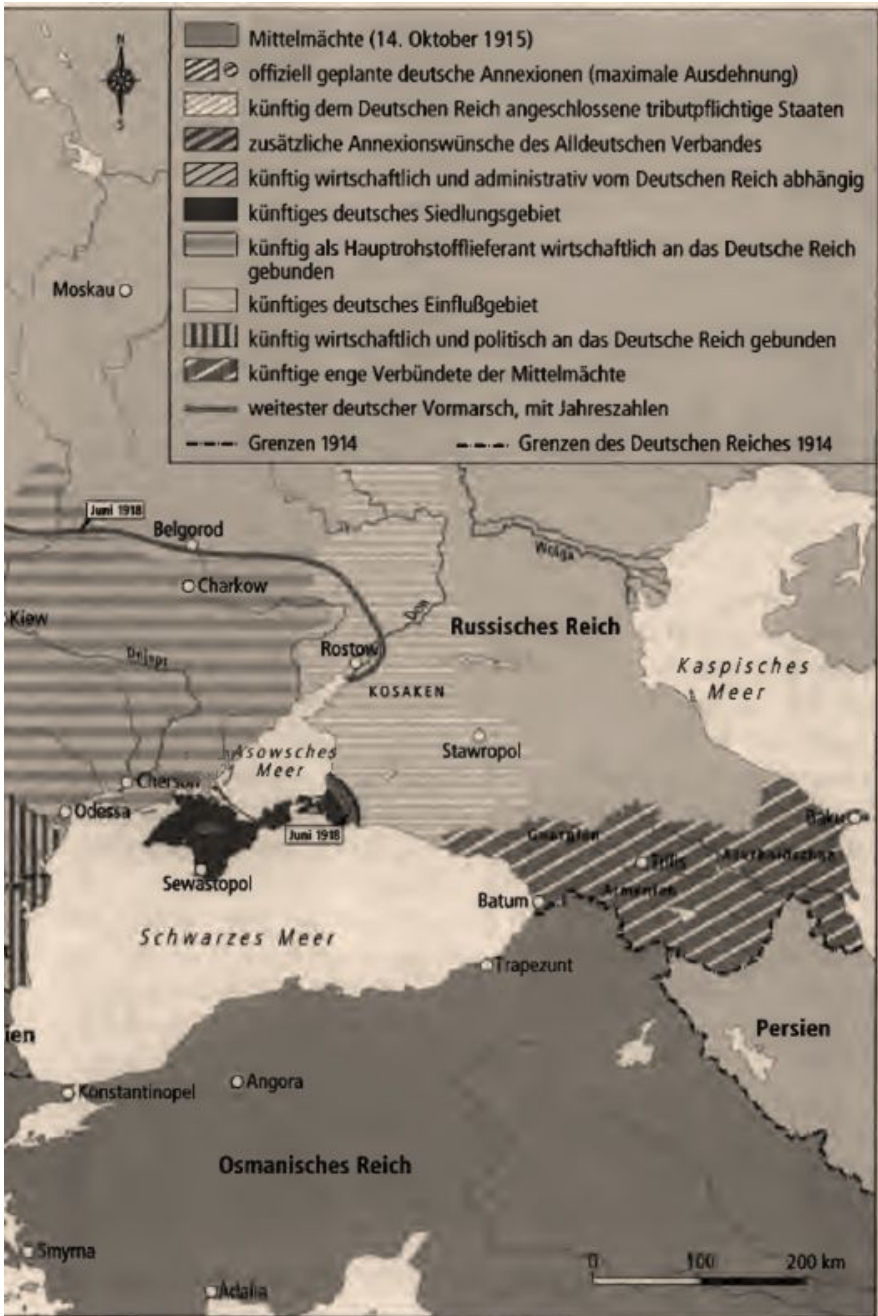 N
S
Mittelmächte (14. Oktober 1915)
offiziell geplante deutsche Annexionen (maximale Ausdehnung)
künftig dem Deutschen Reich angeschlossene tributpflichtige Staaten
zusätzliche Annexionswünsche des Alldeutschen Verbandes
künftig wirtschaftlich und administrativ vom Deutschen Reich abhängig
künftiges deutsches Siedlungsgebiet
künftig als Hauptrohstofflieferant wirtschaftlich an das Deutsche Reich
gebunden
künftiges deutsches Einflußgebiet
künftig wirtschaftlich und politisch an das Deutsche Reich gebunden
künftige enge Verbündete der Mittelmächte
weitester deutscher Vormarsch, mit Jahreszahlen
Grenzen 1914
Grenzen des Deutschen Reiches 1914
Moskau
Juni 1918
Belgorod
Wolga
Charkow
Kiew
Don
Russisches Reich
Dnjepr
Rostow
Kaspisches
Meer
KOSAKEN
Asowsches
Meer
Stawropol
Cherson
Odessa
Baku
Juni 1918
Georgien
Tiflis
Aserbaidschan
Sewastopol
Armenien
Batum
Schwarzes Meer
Trapezunt
ien
Persien
Konstantinopel
Angora
Osmanisches Reich
Smyrna
Adalia
0
100
200 km